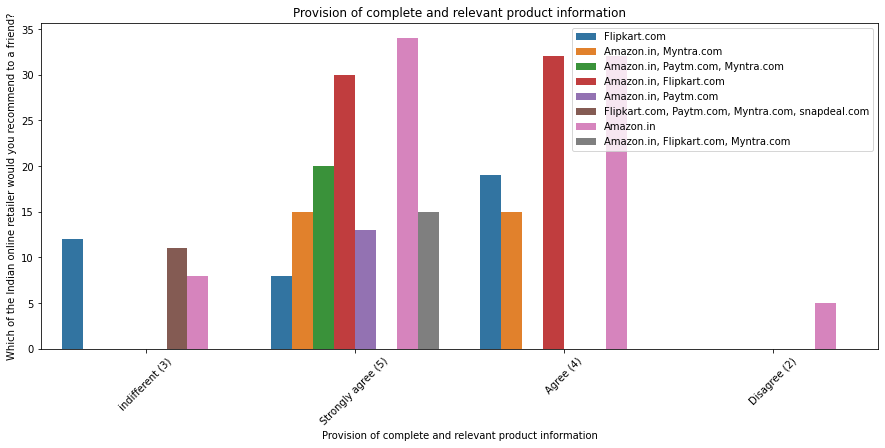 Provision of complete and relevant product information
Which of the Indian online retailer would you recommend to a friend?
35
30
25
20
15
10
5
0
Flipkart.com
Amazon.in, Myntra.com
Amazon.in, Paytm.com, Myntra.com
Amazon.in, Flipkart.com
Amazon.in, Paytm.com
Flipkart.com, Paytm.com, Myntra.com, snapdeal.com
Amazon.in
Amazon.in, Flipkart.com, Myntra.com
indifferent (3)
Strongly agree (5)
Agree (4)
Disagree (2)
Provision of complete and relevant product information